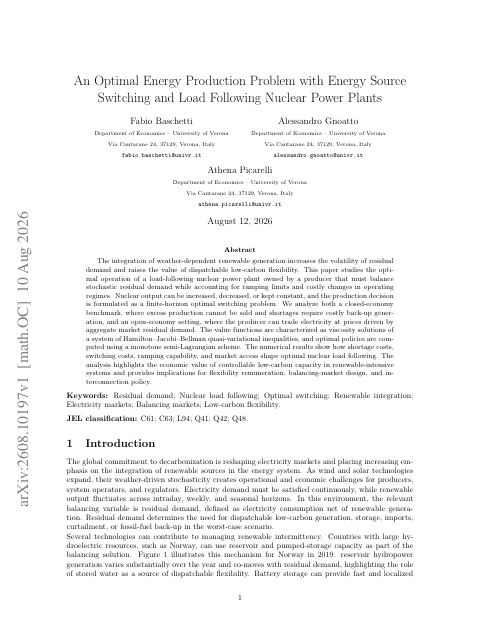 An Optimal Energy Production Problem with Energy Source
Switching and Load Following Nuclear Power Plants
Fabio Baschetti
Department of Economics – University of Verona
Via Cantarane 24, 37129, Verona, Italy
fabio.baschetti@univr.it
Alessandro Gnoatto
Department of Economics – University of Verona
Via Cantarane 24, 37129, Verona, Italy
alessandro.gnoatto@univr.it
Athena Picarelli
Department of Economics – University of Verona
Via Cantarane 24, 37129, Verona, Italy
athena.picarelli@univr.it
August 12, 2026
Abstract
The integration of weather-dependent renewable generation increases the volatility of residual
demand and raises the value of dispatchable low-carbon flexibility. This paper studies the opti-
mal operation of a load-following nuclear power plant owned by a producer that must balance
stochastic residual demand while accounting for ramping limits and costly changes in operating
regimes. Nuclear output can be increased, decreased, or kept constant, and the production decision
is formulated as a finite-horizon optimal switching problem. We analyze both a closed-economy
benchmark, where excess production cannot be sold and shortages require costly back-up gener-
ation, and an open-economy setting, where the producer can trade electricity at prices driven by
aggregate market residual demand. The value functions are characterized as viscosity solutions of
a system of Hamilton–Jacobi–Bellman quasi-variational inequalities, and optimal policies are com-
puted using a monotone semi-Lagrangian scheme. The numerical results show how shortage costs,
switching costs, ramping capability, and market access shape optimal nuclear load following. The
analysis highlights the economic value of controllable low-carbon capacity in renewable-intensive
systems and provides implications for flexibility remuneration, balancing-market design, and in-
terconnection policy.
Keywords: Residual demand; Nuclear load following; Optimal switching; Renewable integration;
Electricity markets; Balancing markets; Low-carbon flexibility.
JEL classification: C61; C63; L94; Q41; Q42; Q48.
1 Introduction
The global commitment to decarbonization is reshaping electricity markets and placing increasing em-
phasis on the integration of renewable sources in the energy system. As wind and solar technologies
expand, their weather-driven stochasticity creates operational and economic challenges for producers,
system operators, and regulators. Electricity demand must be satisfied continuously, while renewable
output fluctuates across intraday, weekly, and seasonal horizons. In this environment, the relevant
balancing variable is residual demand, defined as electricity consumption net of renewable genera-
tion. Residual demand determines the need for dispatchable low-carbon generation, storage, imports,
curtailment, or fossil-fuel back-up in the worst-case scenario.
Several technologies can contribute to managing renewable intermittency. Countries with large hy-
droelectric resources, such as Norway, can use reservoir and pumped-storage capacity as part of the
balancing solution. Figure 1 illustrates this mechanism for Norway in 2019: reservoir hydropower
generation varies substantially over the year and co-moves with residual demand, highlighting the role
of stored water as a source of dispatchable flexibility. Battery storage can provide fast and localized
1
arXiv:2608.10197v1 [math.OC] 10 Aug 2026